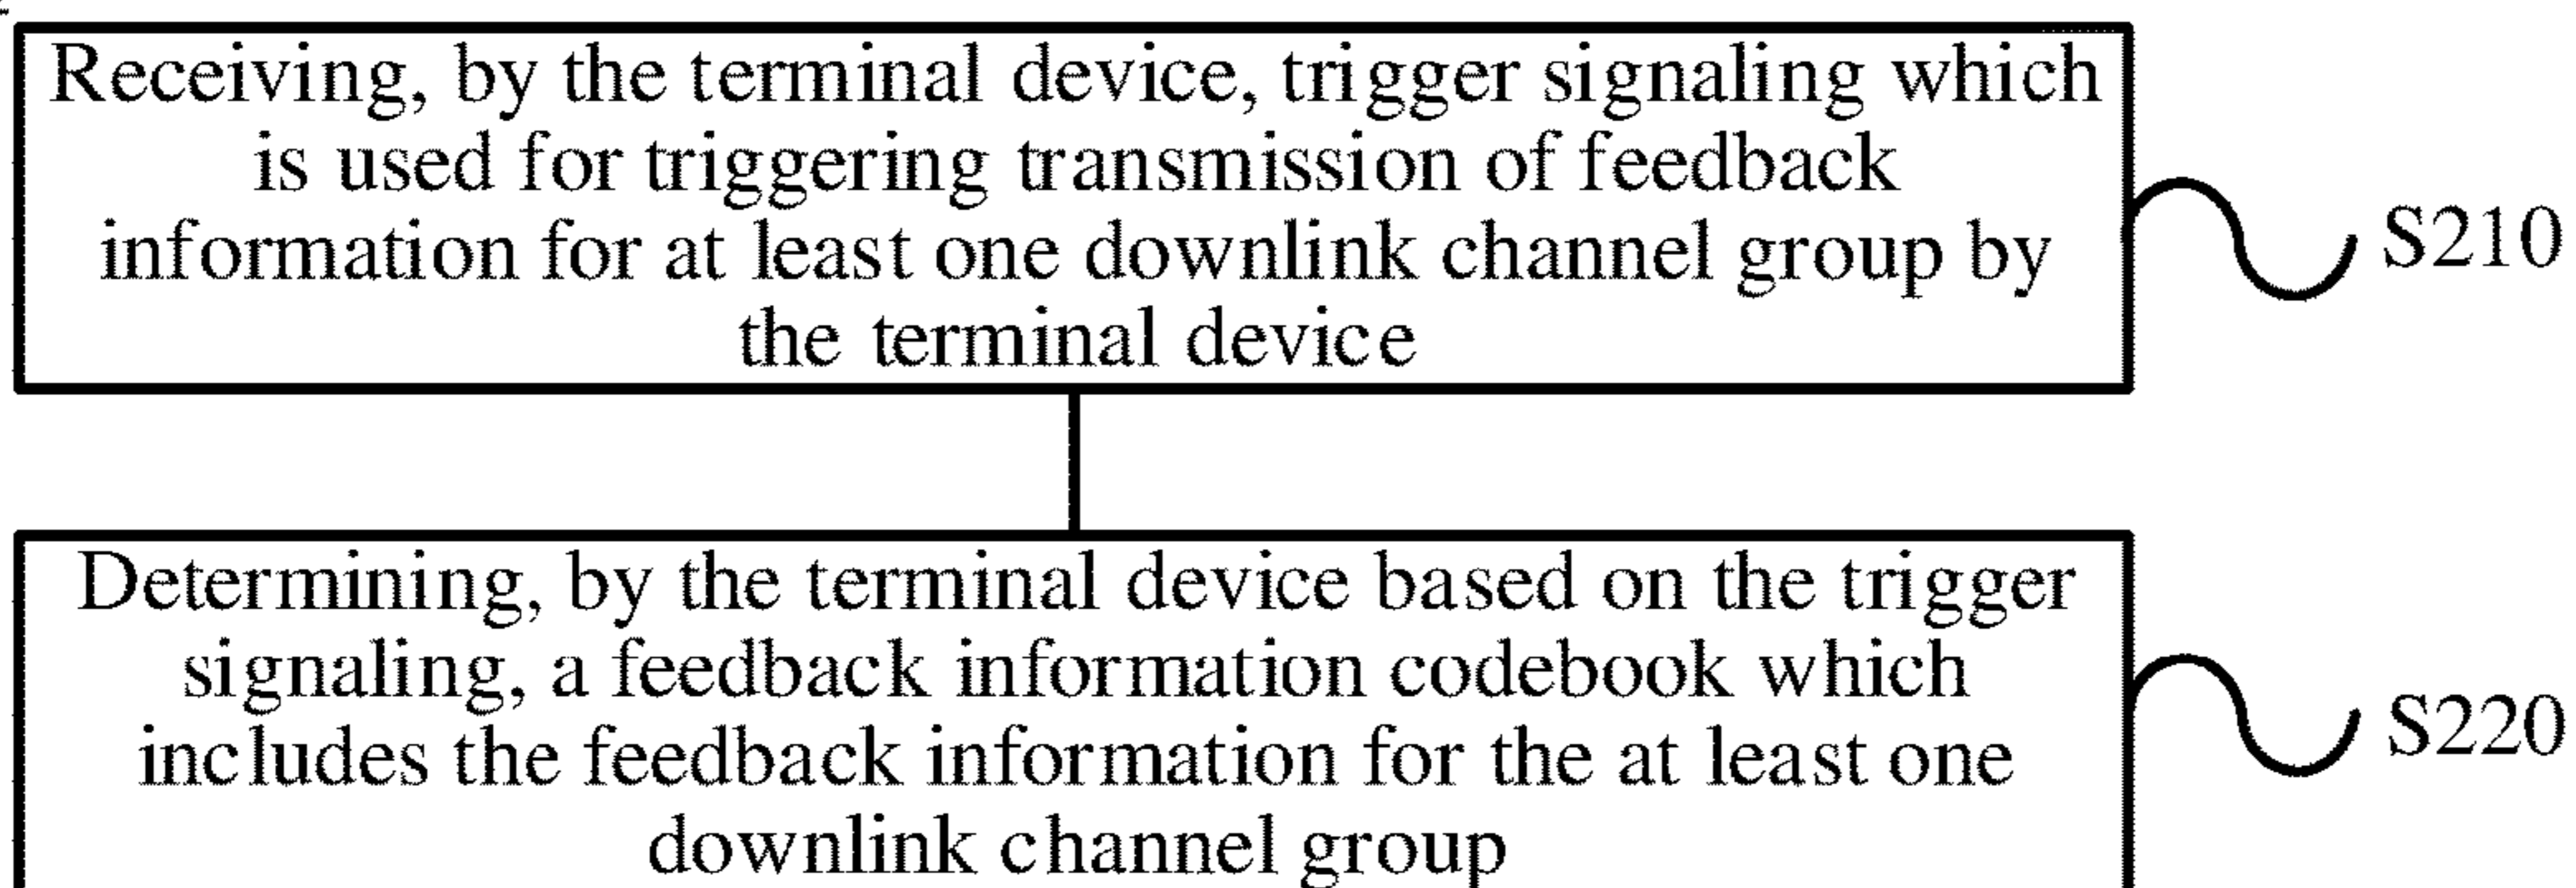 Receiving, by the terminal device, trigger signaling which
is used for triggering transmission of feedback
information for at least one downlink channel group by
the terminal device
S210
Determining, by the terminal device based on the trigger
signaling, a feedback information codebook which
includes the feedback information for the at least one
downlink channel group
S220